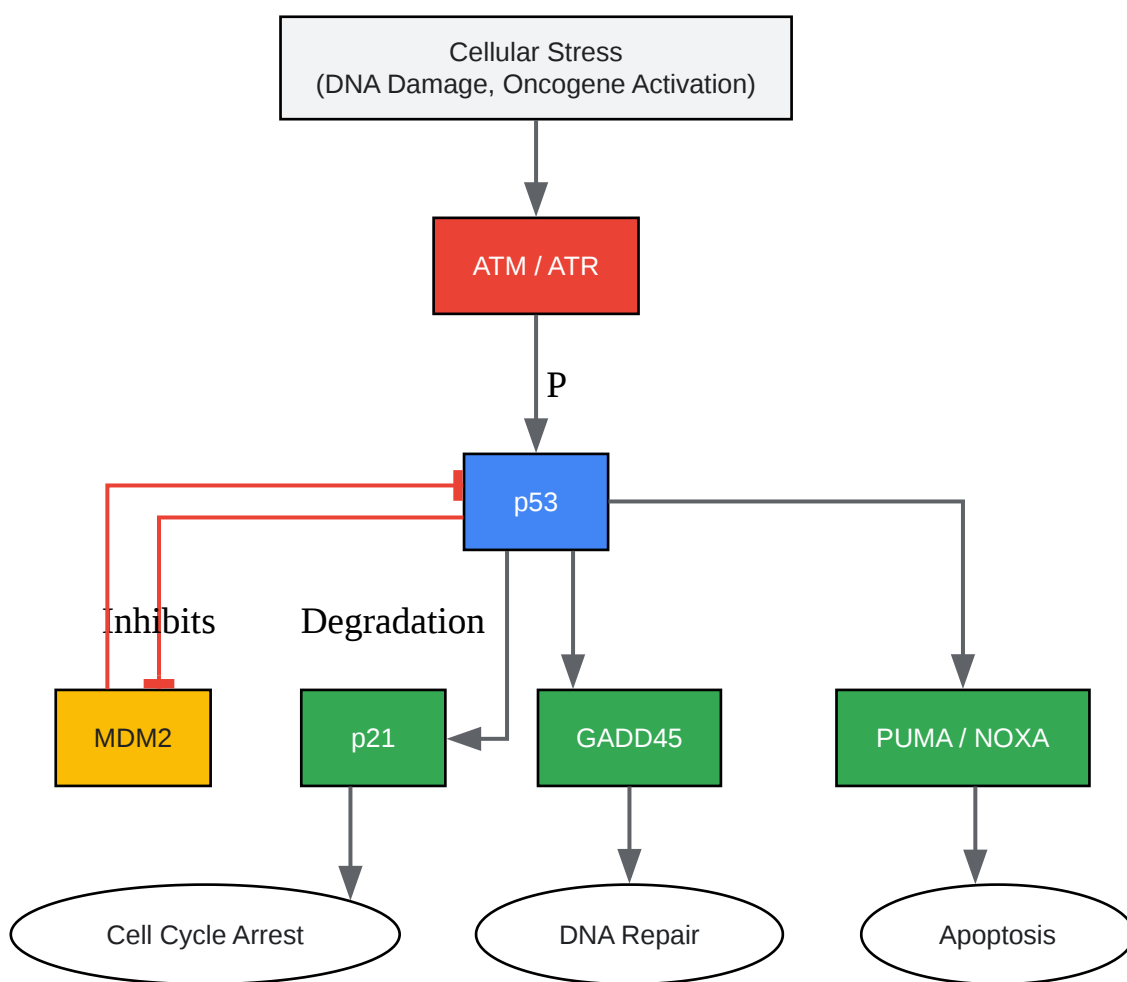 Cellular Stress
(DNA Damage, Oncogene Activation)
ATM / ATR
P
p53
Inhibits
Degradation
MDM2
p21
GADD45
PUMA / NOXA
Cell Cycle Arrest
DNA Repair
Apoptosis